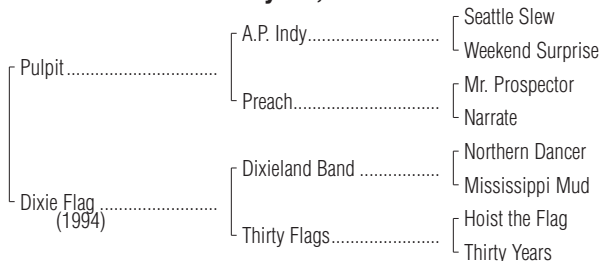 Seattle Slew
A.P. Indy
Weekend Surprise
Pulpit
Mr. Prospector
Preach
Narrate
Northern Dancer
Dixieland Band
Mississippi Mud
Dixie Flag
(1994)
Hoist the Flag
Thirty Flags
Thirty Years